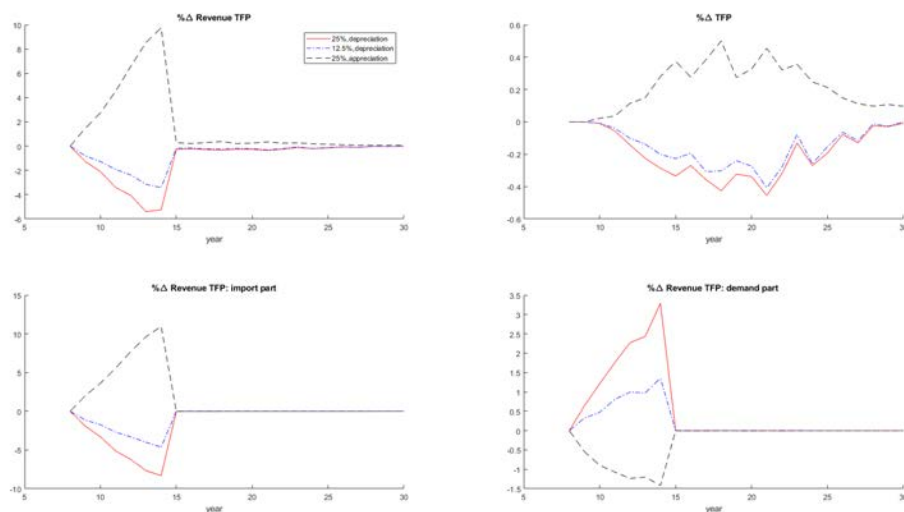 %Δ Revenue TFP
10
8
6
4
2
0
-2
-4
-6
5 10 15 20 25 30
year
25%,depreciation
12.5%,depreciation
25%,appreciation
%Δ TFP
0.6
0.4
0.2
0
-0.2
-0.4
-0.6
5 10 15 20 25 30
year
%Δ Revenue TFP: import part
15
10
5
0
-5
-10
5 10 15 20 25 30
year
%Δ Revenue TFP: demand part
3.5
3
2.5
2
1.5
1
0.5
0
-0.5
-1
-1.5
5 10 15 20 25 30
year